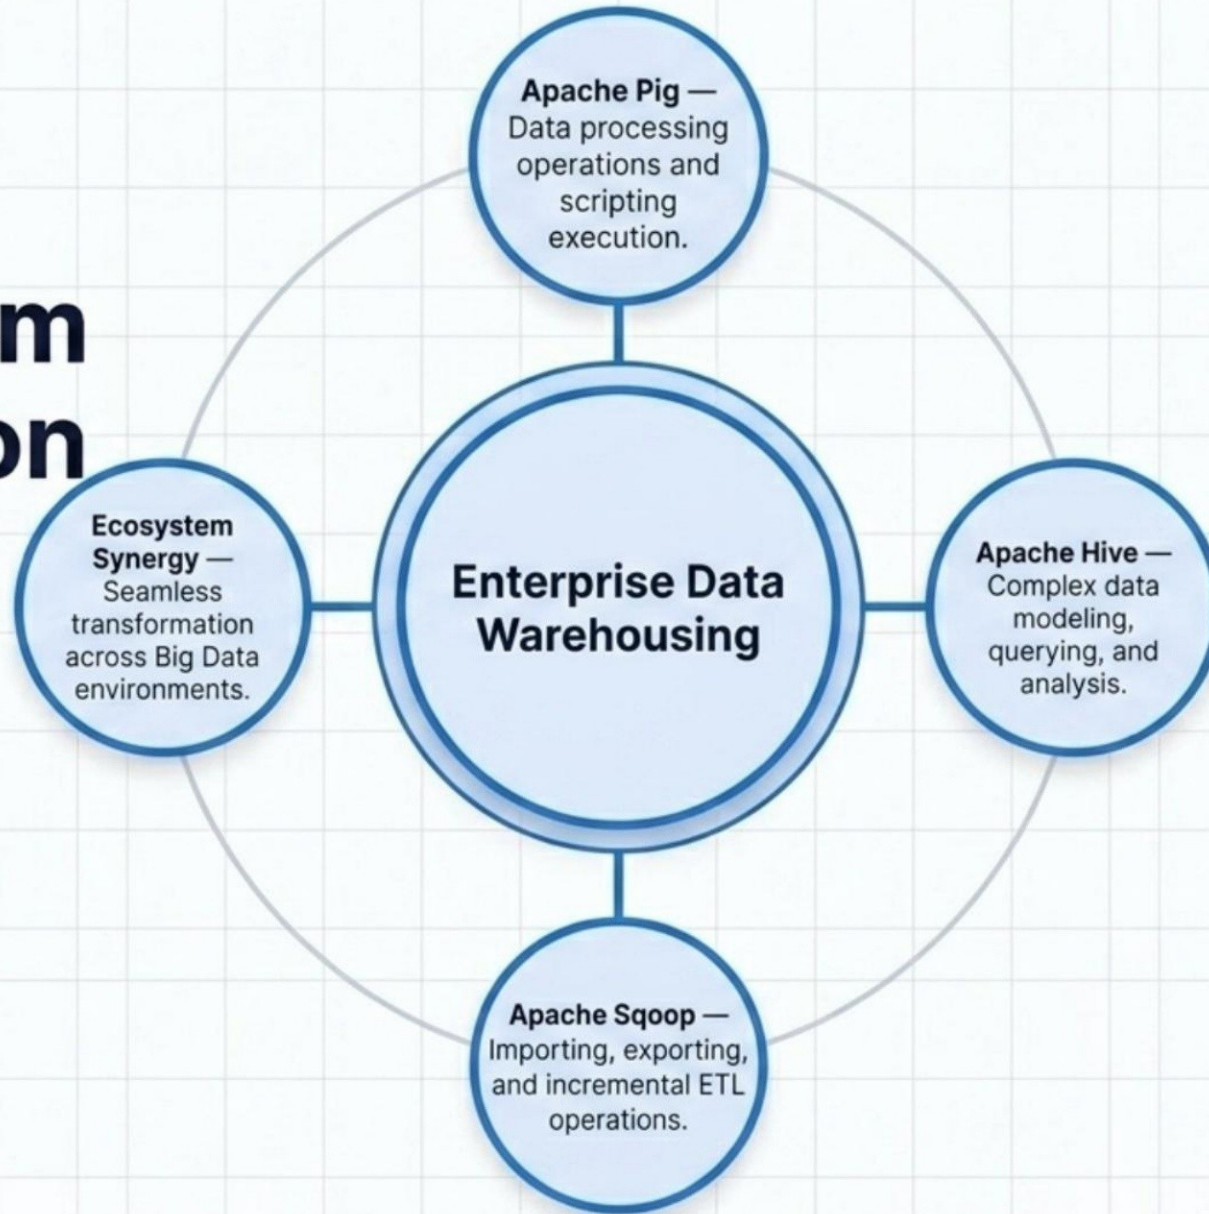 Apache Pig —
Data processing
operations and
scripting
execution.
m
on
Ecosystem
Synergy —
Seamless
transformation
across Big Data
environments.
Enterprise Data
Warehousing
Apache Hive —
Complex data
modeling,
querying, and
analysis.
Apache Sqoop —
Importing, exporting,
and incremental ETL
operations.